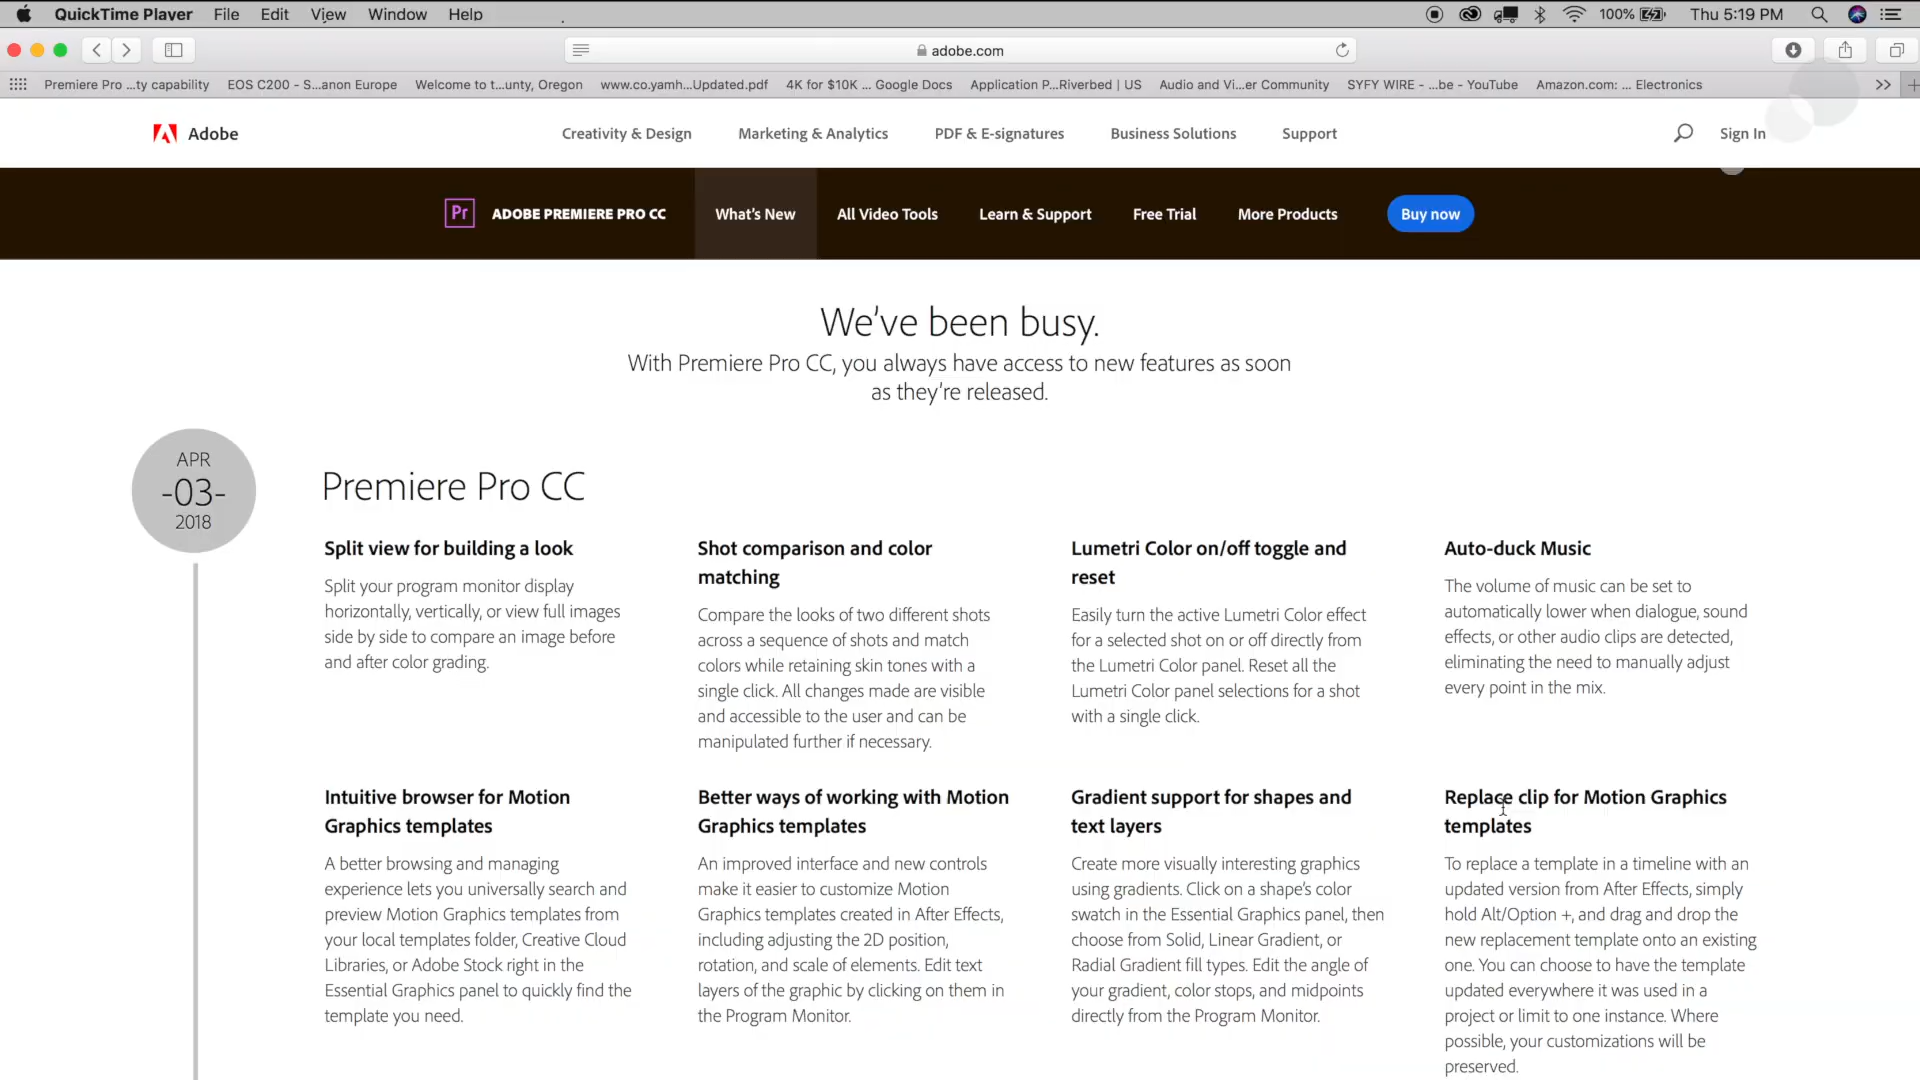 QuickTime Player File Edit View Window Help 100% Thu 5:19 PM
adobe.com
Premiere Pro ...ty capability EOS C200 - S...anon Europe Welcome to t...unty, Oregon www.co.yamh...Updated.pdf 4K for $10K ... Google Docs Application P...Riverbed | US Audio and Vi...er Community SYFY WIRE - ...be - YouTube Amazon.com: ... Electronics
Adobe Creativity & Design Marketing & Analytics PDF & E-signatures Business Solutions Support Sign In
Pr ADOBE PREMIERE PRO CC What's New All Video Tools Learn & Support Free Trial More Products Buy now
We've been busy.
With Premiere Pro CC, you always have access to new features as soon
as they're released.
APR
-03-
2018
Premiere Pro CC
Split view for building a look
Split your program monitor display
horizontally, vertically, or view full images
side by side to compare an image before
and after color grading.
Shot comparison and color
matching
Compare the looks of two different shots
across a sequence of shots and match
colors while retaining skin tones with a
single click. All changes made are visible
and accessible to the user and can be
manipulated further if necessary.
Lumetri Color on/off toggle and
reset
Easily turn the active Lumetri Color effect
for a selected shot on or off directly from
the Lumetri Color panel. Reset all the
Lumetri Color panel selections for a shot
with a single click.
Auto-duck Music
The volume of music can be set to
automatically lower when dialogue, sound
effects, or other audio clips are detected,
eliminating the need to manually adjust
every point in the mix.
Intuitive browser for Motion
Graphics templates
A better browsing and managing
experience lets you universally search and
preview Motion Graphics templates from
your local templates folder, Creative Cloud
Libraries, or Adobe Stock right in the
Essential Graphics panel to quickly find the
template you need.
Better ways of working with Motion
Graphics templates
An improved interface and new controls
make it easier to customize Motion
Graphics templates created in After Effects,
including adjusting the 2D position,
rotation, and scale of elements. Edit text
layers of the graphic by clicking on them in
the Program Monitor.
Gradient support for shapes and
text layers
Create more visually interesting graphics
using gradients. Click on a shape's color
swatch in the Essential Graphics panel, then
choose from Solid, Linear Gradient, or
Radial Gradient fill types. Edit the angle of
your gradient, color stops, and midpoints
directly from the Program Monitor.
Replace clip for Motion Graphics
templates
To replace a template in a timeline with an
updated version from After Effects, simply
hold Alt/Option +, and drag and drop the
new replacement template onto an existing
one. You can choose to have the template
updated everywhere it was used in a
project or limit to one instance. Where
possible, your customizations will be
preserved.